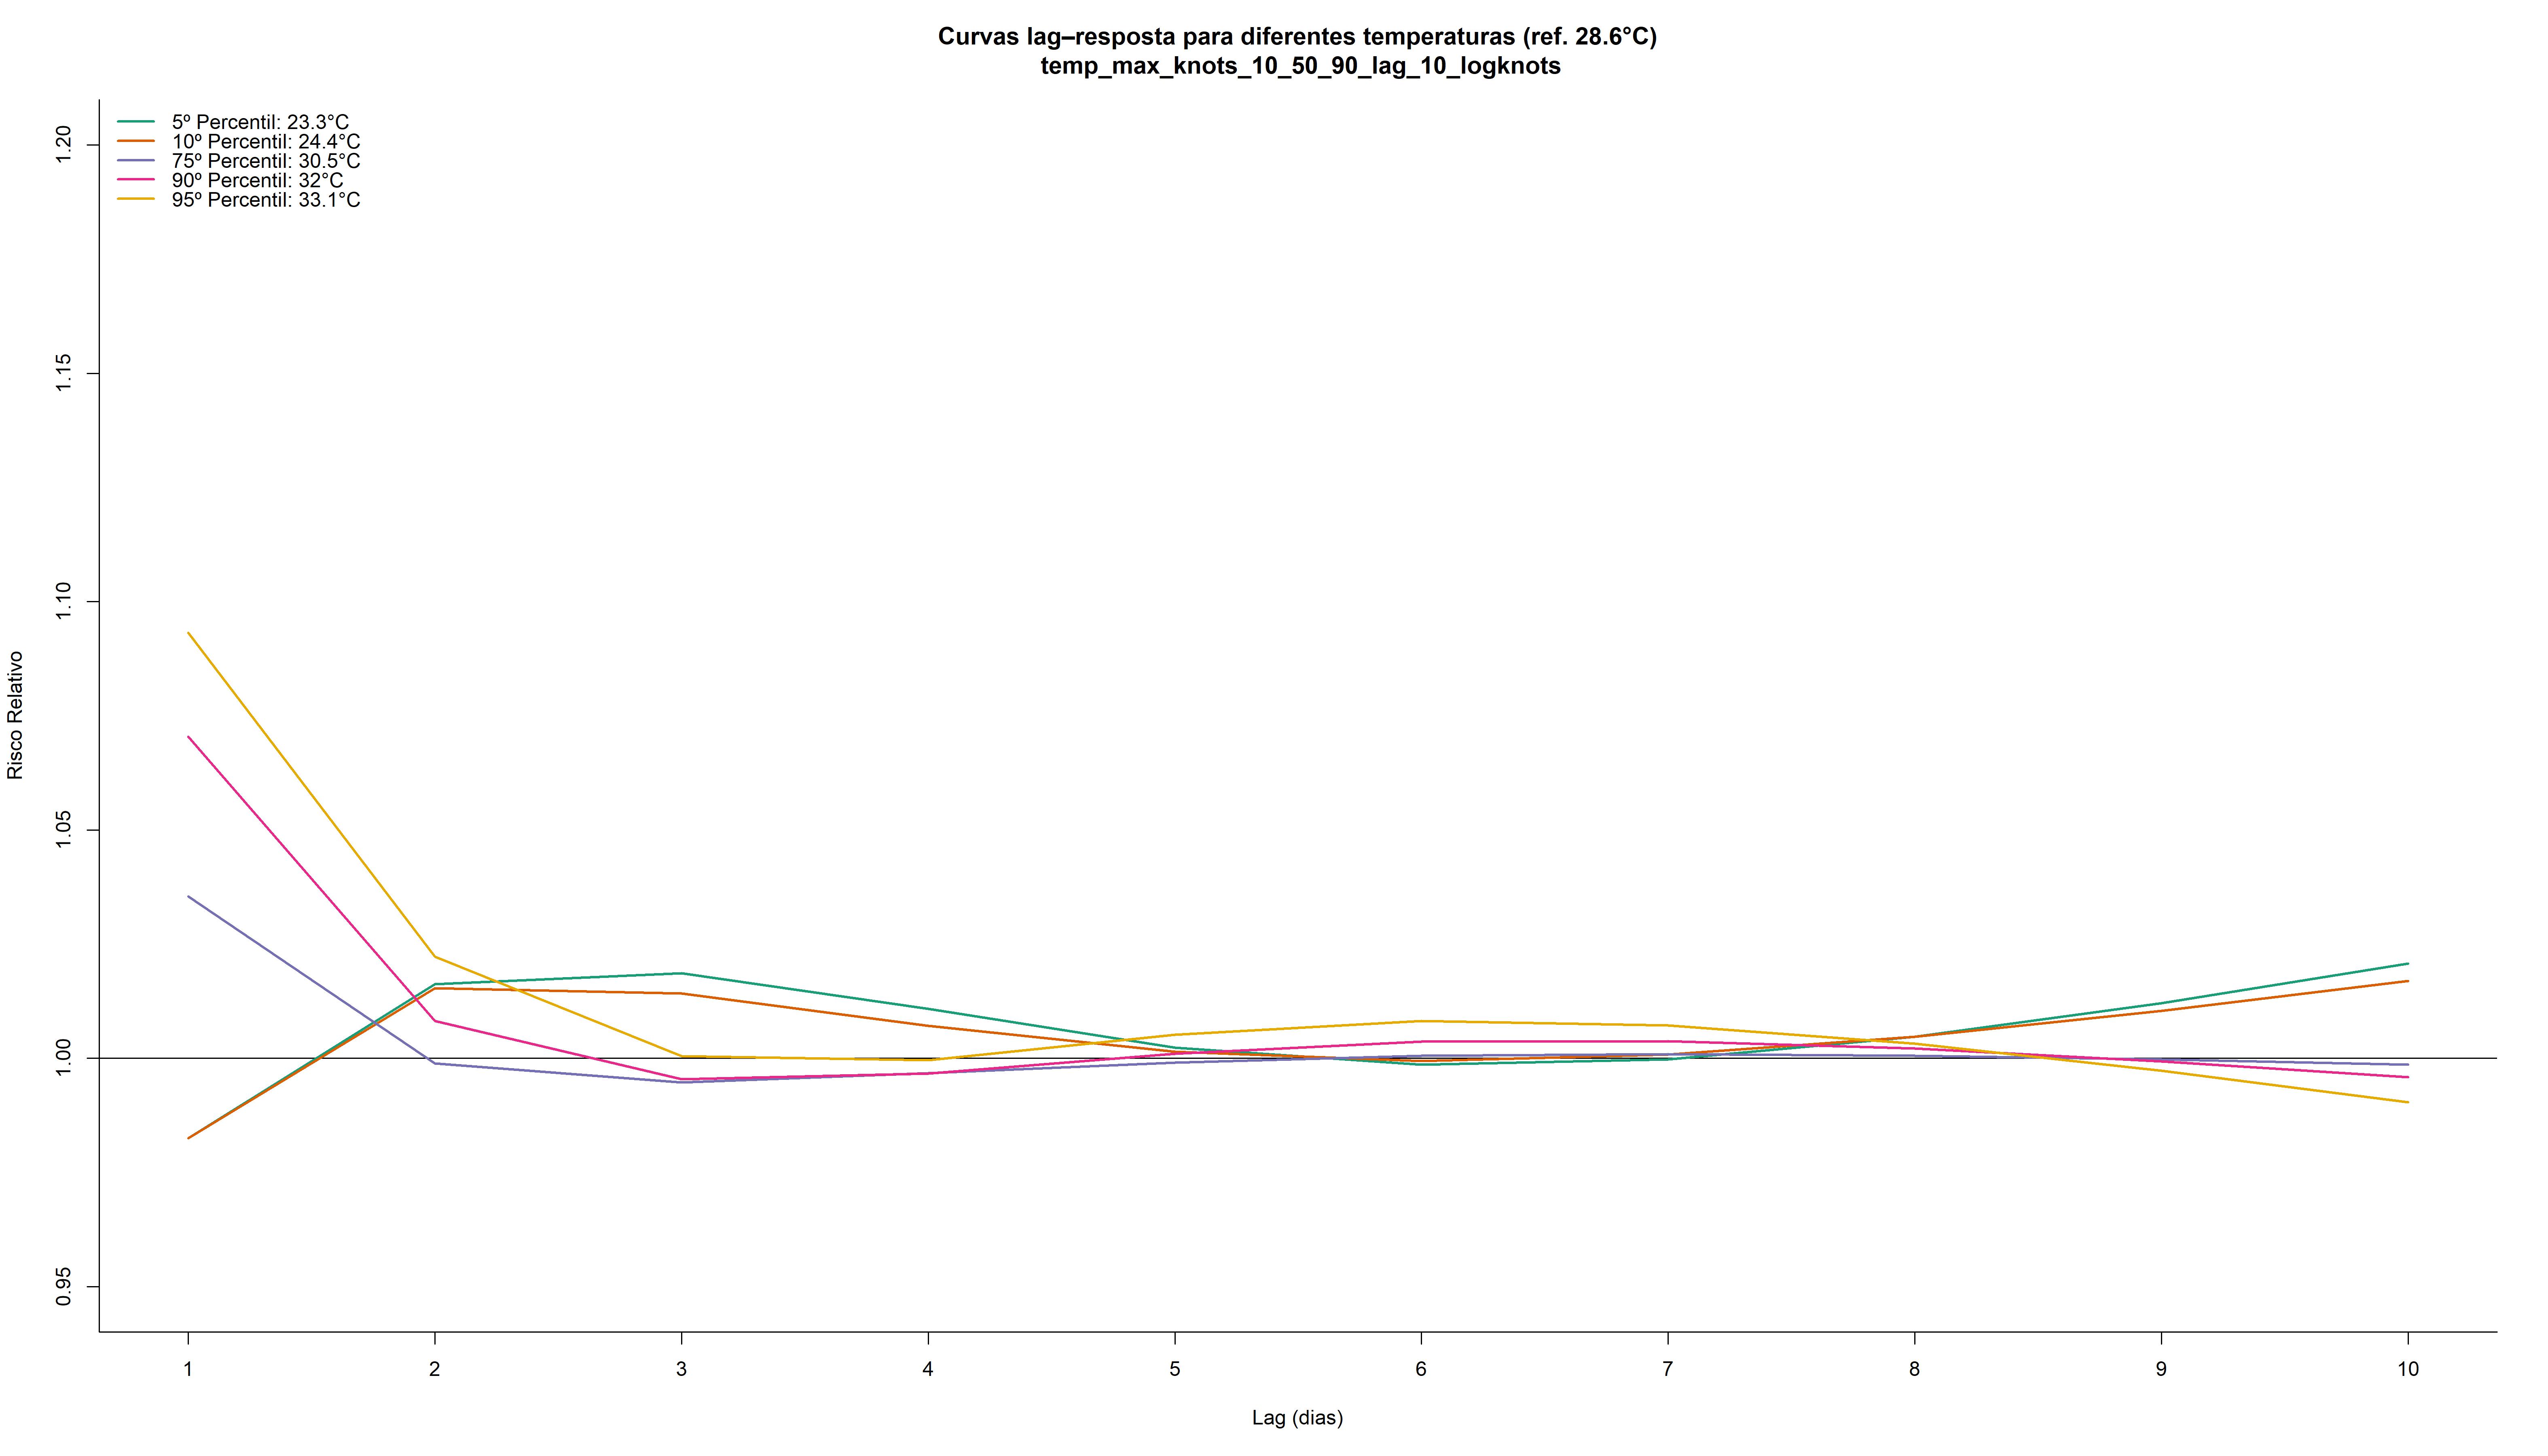 Curvas lag–resposta para diferentes temperaturas (ref. 28.6°C)
temp_max_knots_10_50_90_lag_10_logknots
5º Percentil: 23.3°C
10º Percentil: 24.4°C
75º Percentil: 30.5°C
90º Percentil: 32°C
95º Percentil: 33.1°C
Risco Relativo
1.20
1.15
1.10
1.05
1.00
0.95
1 2 3 4 5 6 7 8 9 10
Lag (dias)